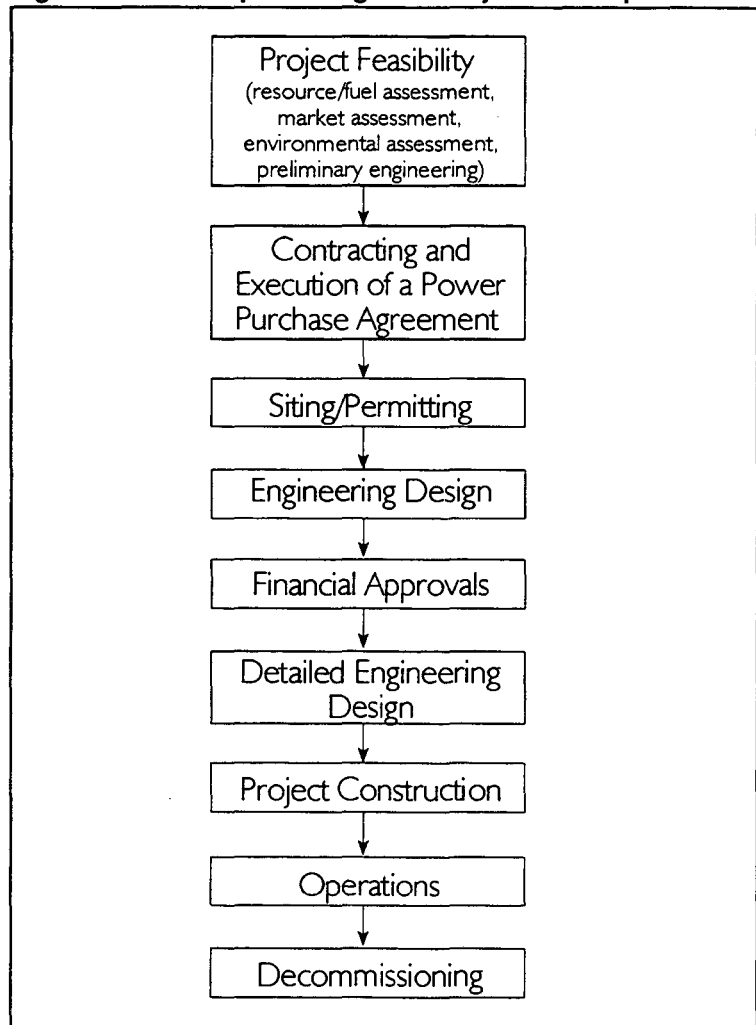 Project Feasibility
(resource/fuel assessment,
market assessment,
environmental assessment,
preliminary engineering)
Contracting and
Execution of a Power
Purchase Agreement
Siting/Permitting
Engineering Design
Financial Approvals
Detailed Engineering
Design
Project Construction
Operations
Decommissioning